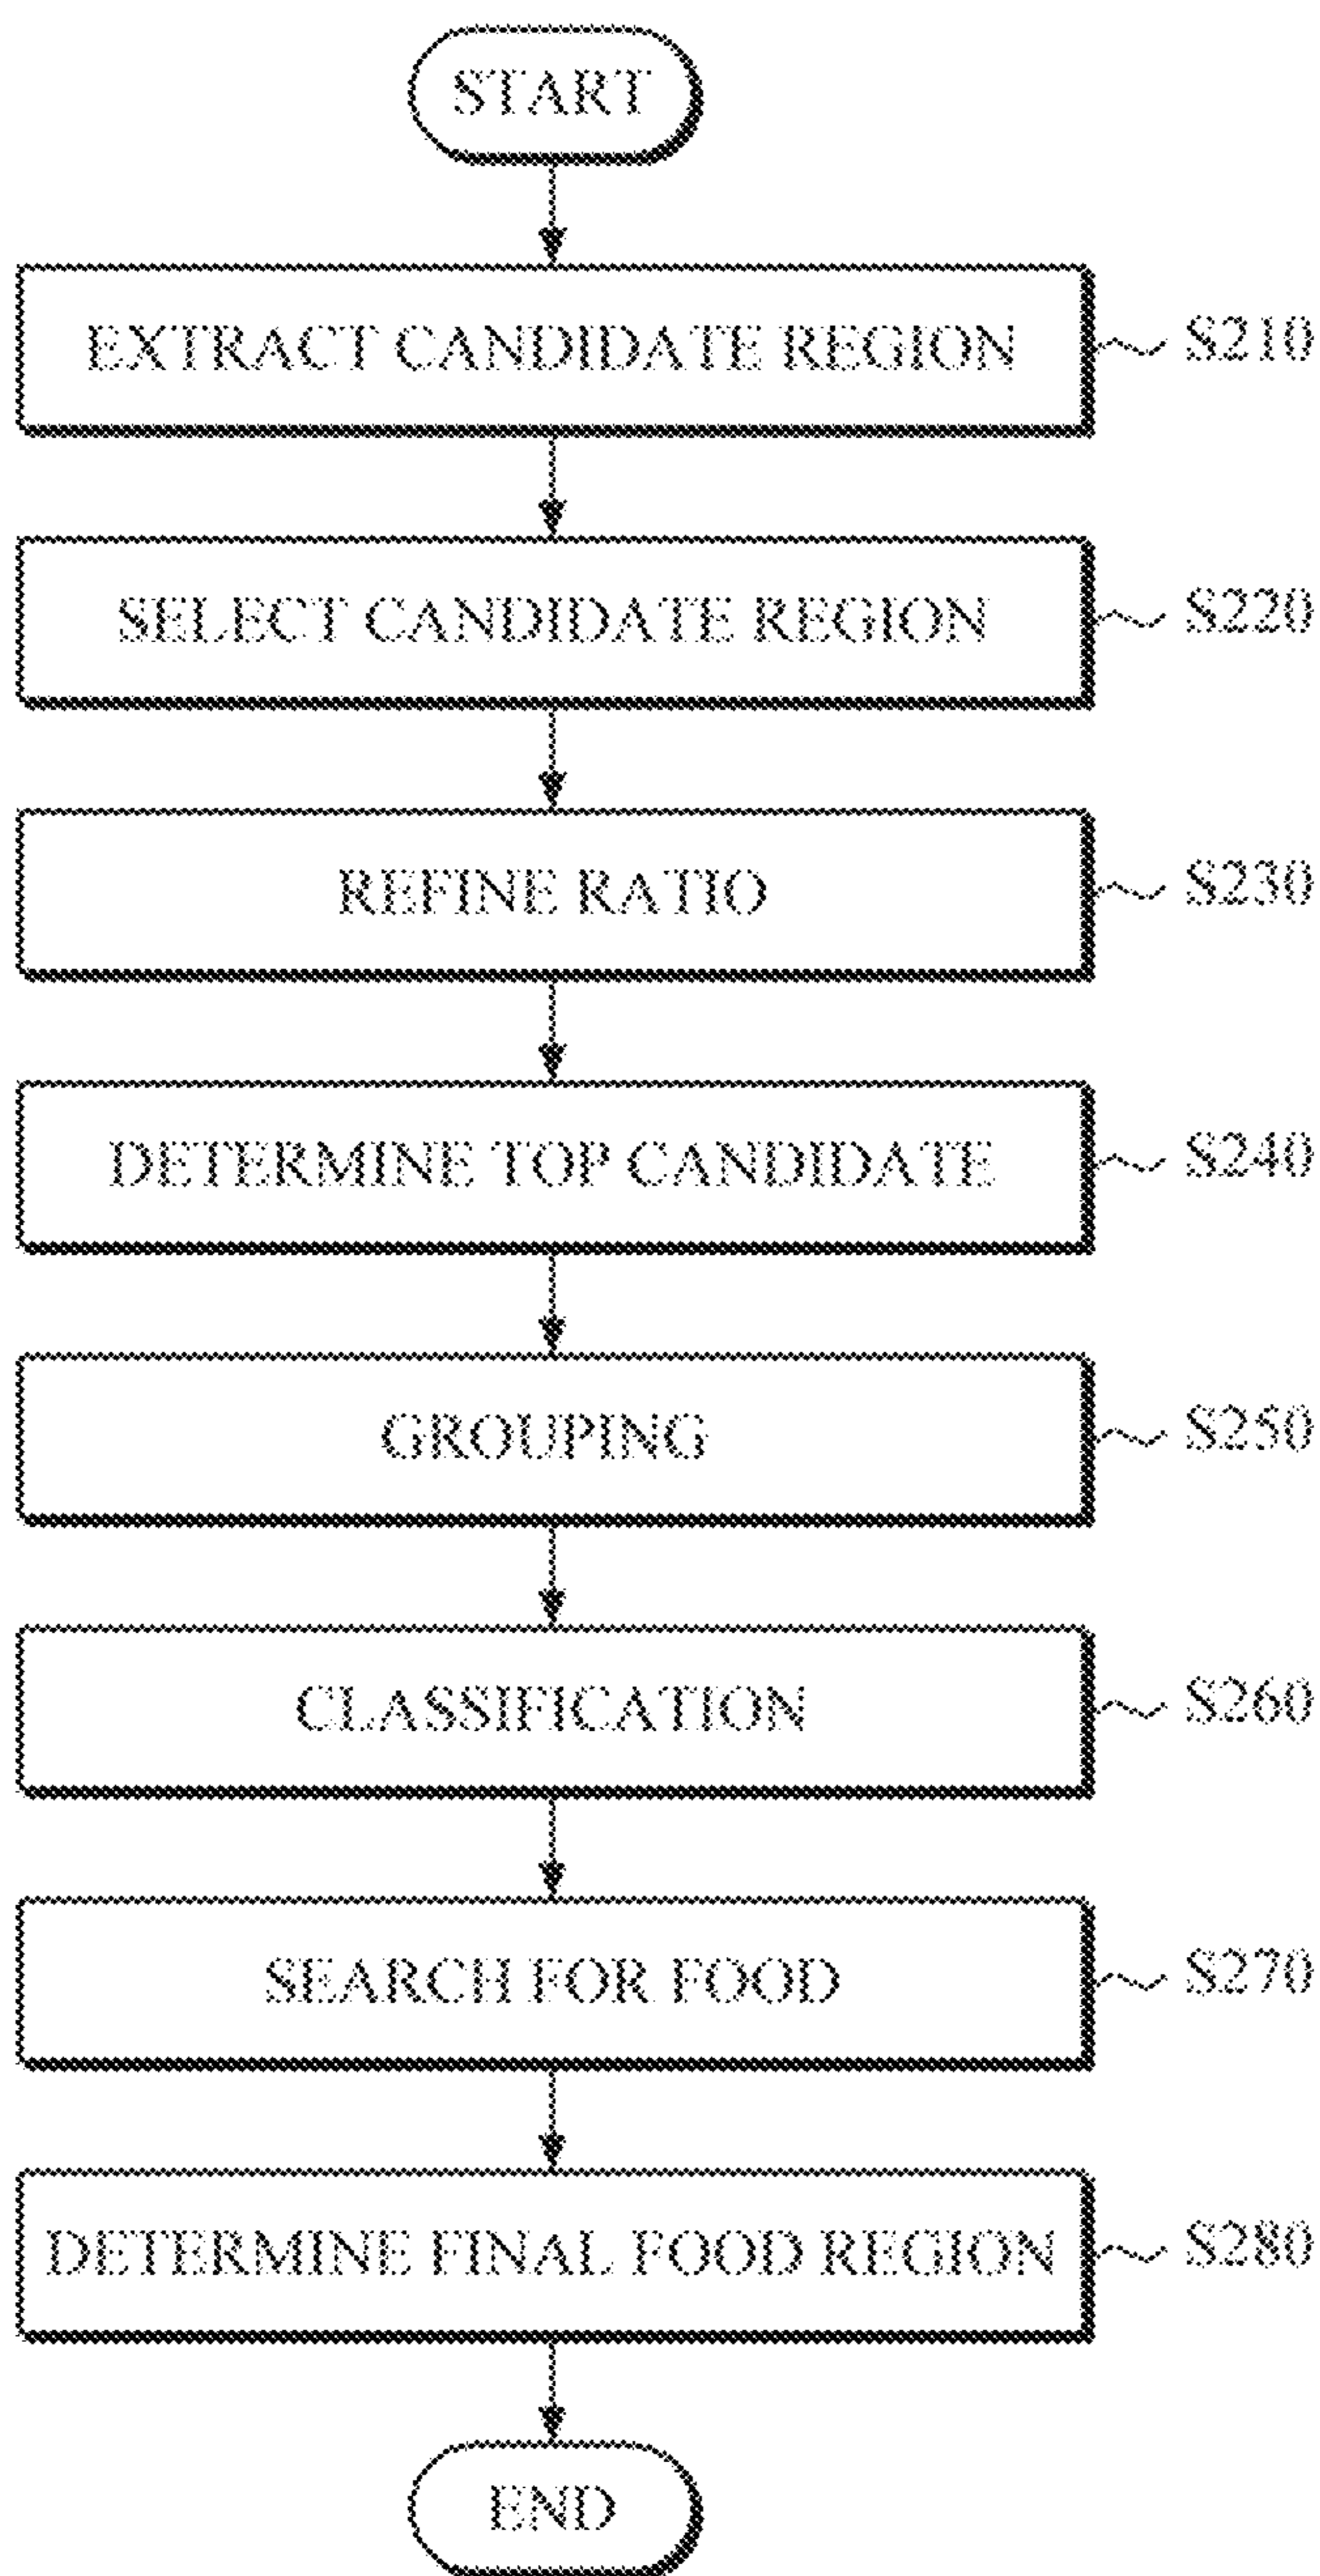 START
EXTRACT CANDIDATE REGION S210
SELECT CANDIDATE REGION S220
REFINE RATIO S230
DETERMINE TOP CANDIDATE S240
GROUPING S250
CLASSIFICATION S260
SEARCH FOR FOOD S270
DETERMINE FINAL FOOD REGION S280
END